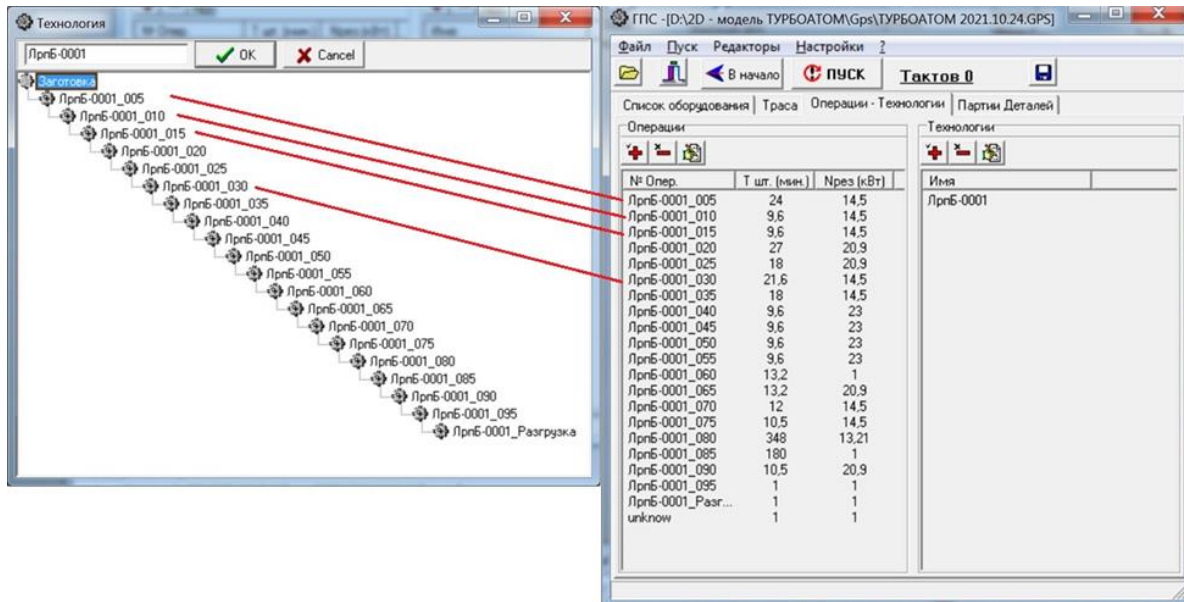 Технология
ЛрпБ-0001
OK
Cancel
Заготовка
ЛрпБ-0001_005
ЛрпБ-0001_010
ЛрпБ-0001_015
ЛрпБ-0001_020
ЛрпБ-0001_025
ЛрпБ-0001_030
ЛрпБ-0001_035
ЛрпБ-0001_040
ЛрпБ-0001_045
ЛрпБ-0001_050
ЛрпБ-0001_055
ЛрпБ-0001_060
ЛрпБ-0001_065
ЛрпБ-0001_070
ЛрпБ-0001_075
ЛрпБ-0001_080
ЛрпБ-0001_085
ЛрпБ-0001_090
ЛрпБ-0001_095
ЛрпБ-0001_Разгрузка
ГПС -[D:\2D - модель ТУРБОАТОМ\Gps\ТУРБОАТОМ 2021.10.24.GPS]
Файл Пуск Редакторы Настройки ?
В начало ПУСК Тактов 0
Список оборудования Траса Операции - Технологии Партии Деталей
Операции
№ Опер. Т шт. (мин.) Nрез (кВт)
ЛрпБ-0001_005 24 14,5
ЛрпБ-0001_010 9,6 14,5
ЛрпБ-0001_015 9,6 14,5
ЛрпБ-0001_020 27 20,9
ЛрпБ-0001_025 18 20,9
ЛрпБ-0001_030 21,6 14,5
ЛрпБ-0001_035 18 14,5
ЛрпБ-0001_040 9,6 23
ЛрпБ-0001_045 9,6 23
ЛрпБ-0001_050 9,6 23
ЛрпБ-0001_055 9,6 23
ЛрпБ-0001_060 13,2 1
ЛрпБ-0001_065 13,2 20,9
ЛрпБ-0001_070 12 14,5
ЛрпБ-0001_075 10,5 14,5
ЛрпБ-0001_080 348 13,21
ЛрпБ-0001_085 180 1
ЛрпБ-0001_090 10,5 20,9
ЛрпБ-0001_095 1 1
ЛрпБ-0001_Разг... 1 1
unknow 1 1
Технологии
Имя
ЛрпБ-0001